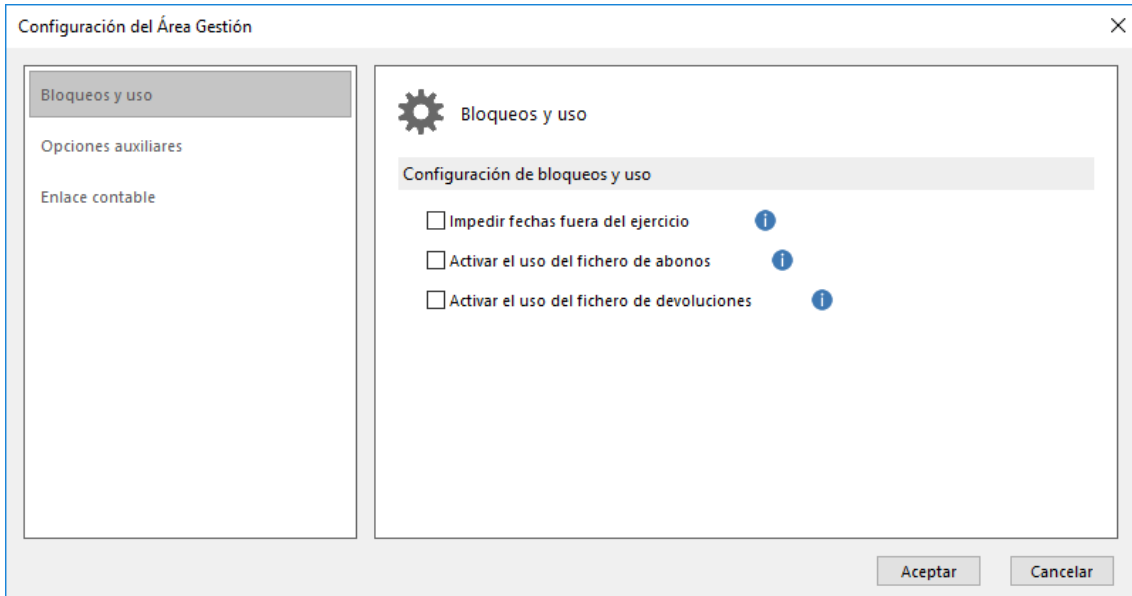 Configuración del Área Gestión
Bloqueos y uso
Opciones auxiliares
Enlace contable
Bloqueos y uso
Configuración de bloqueos y uso
Impedir fechas fuera del ejercicio
Activar el uso del fichero de abonos
Activar el uso del fichero de devoluciones
Aceptar
Cancelar